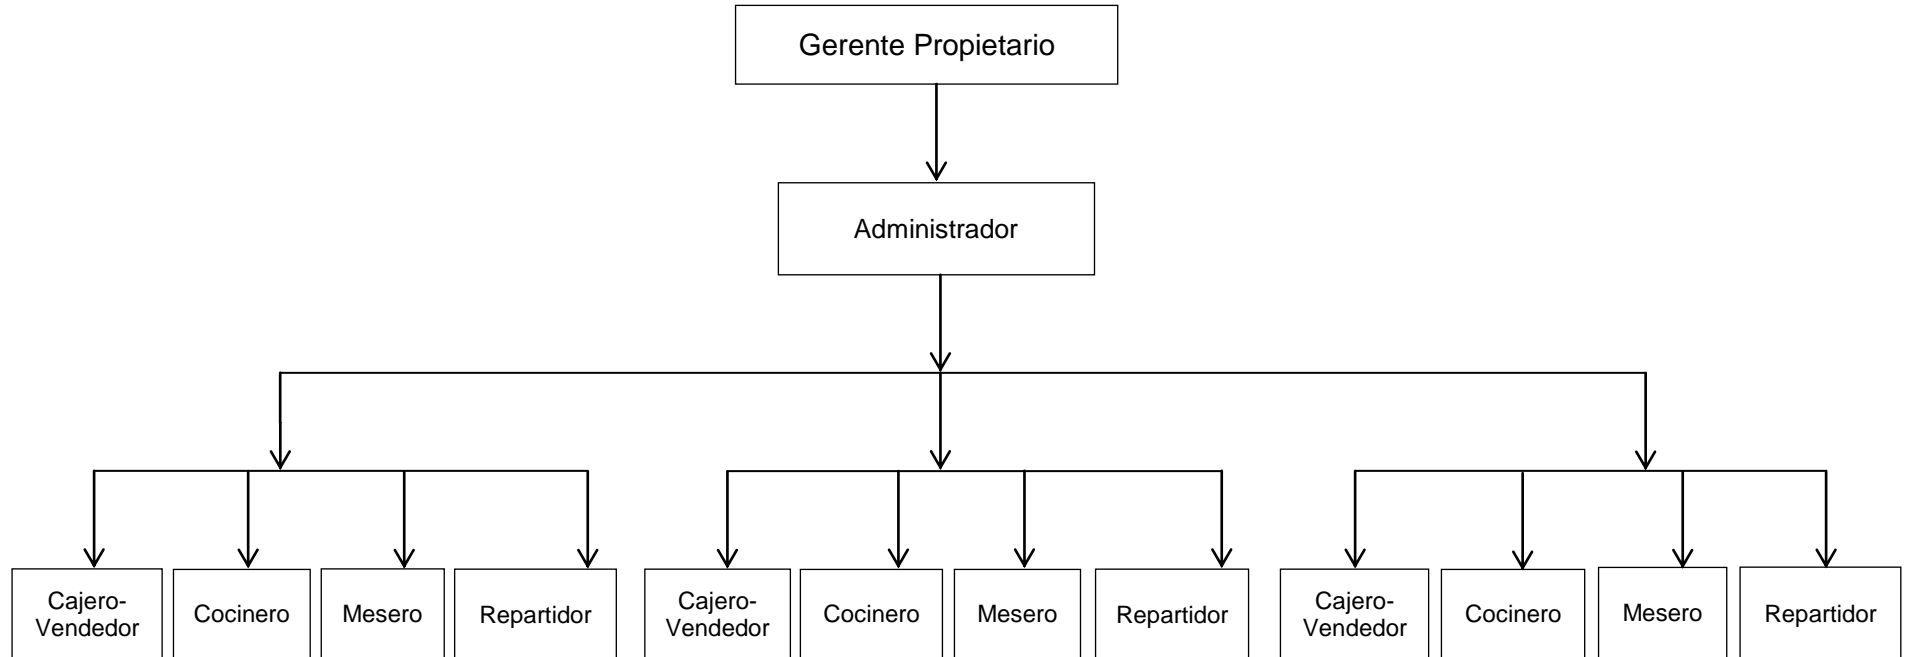 Gerente Propietario
Administrador
Cajero-
Vendedor
Cocinero
Mesero
Repartidor
Cajero-
Vendedor
Cocinero
Mesero
Repartidor
Cajero-
Vendedor
Cocinero
Mesero
Repartidor